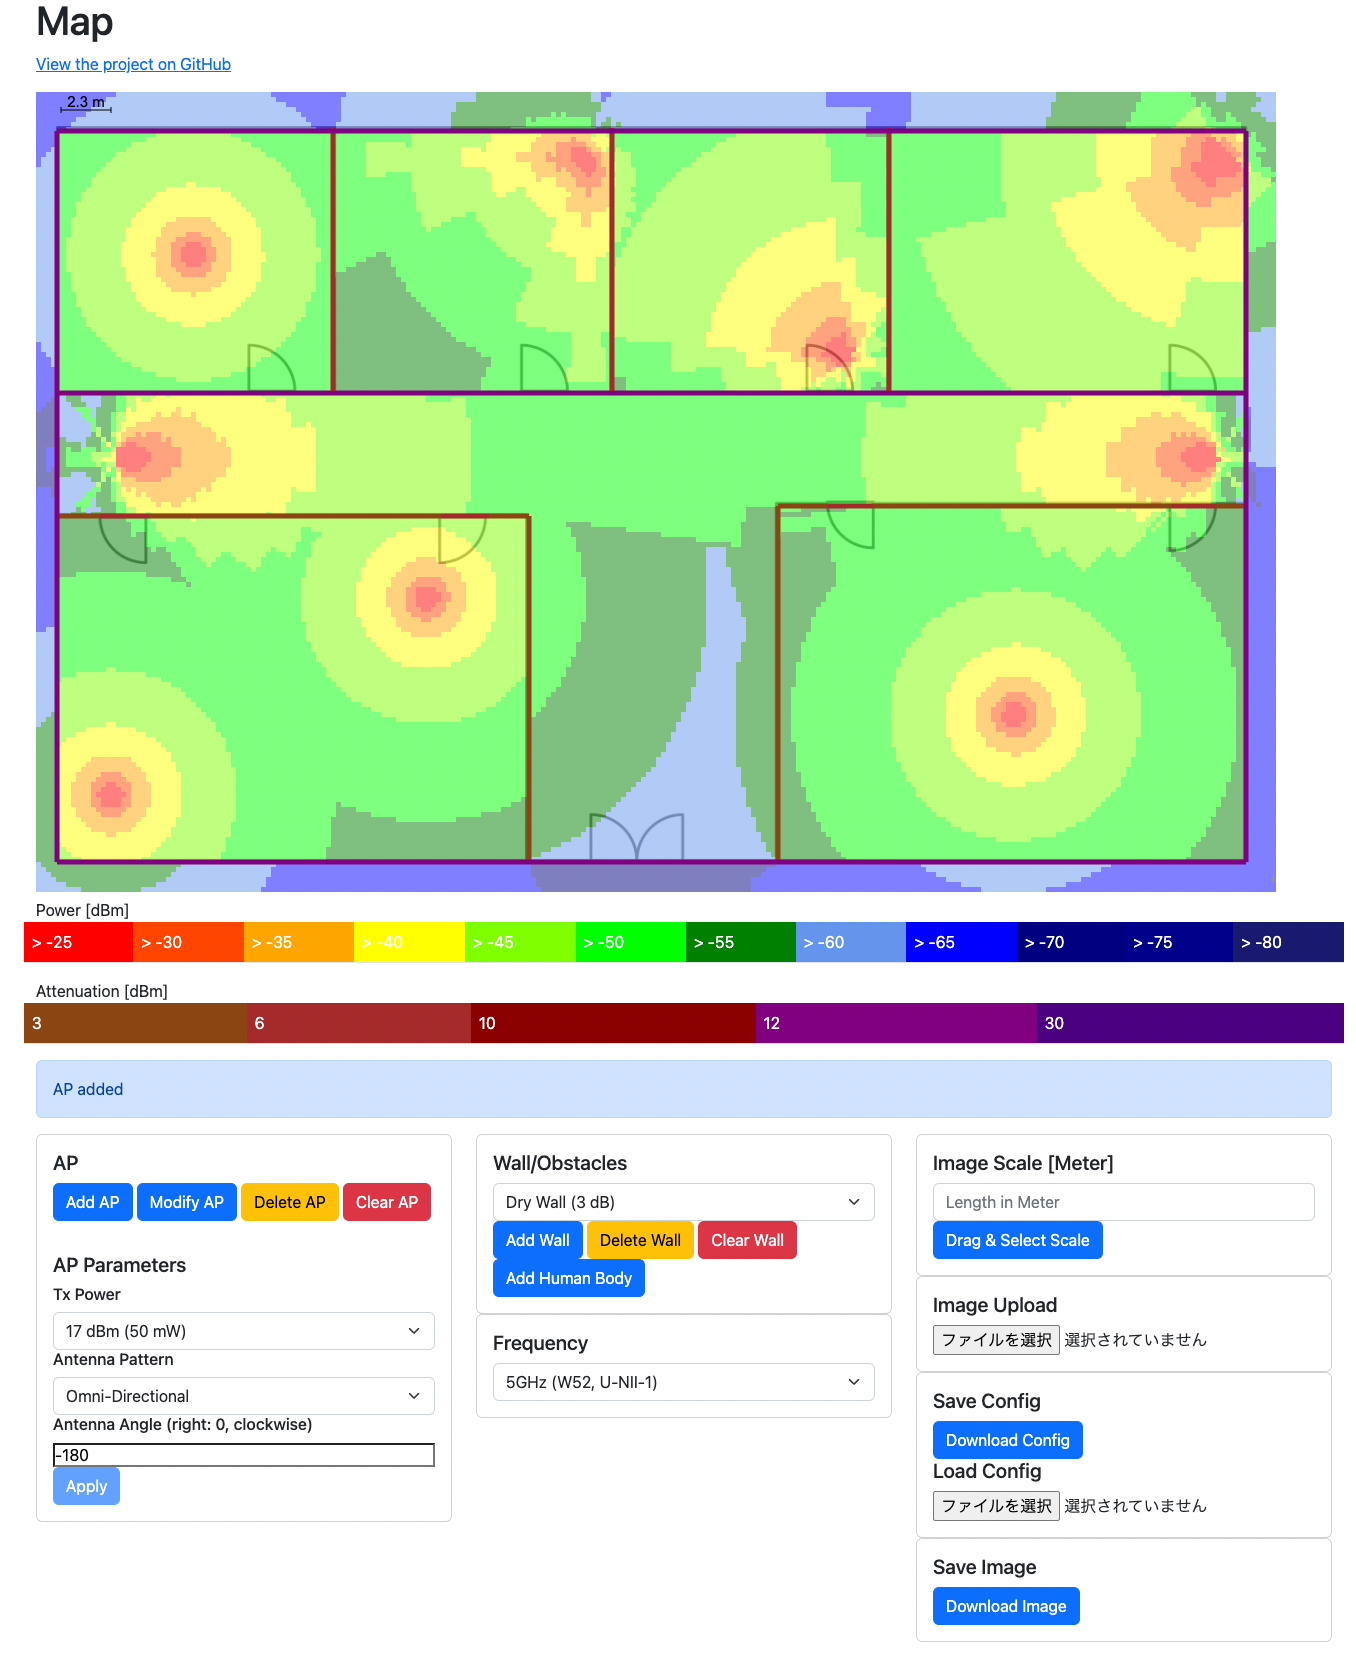 Map
View the project on GitHub
2.3 m
Power [dBm]
> -25 > -30 > -35 > -40 > -45 > -50 > -55 > -60 > -65 > -70 > -75 > -80
Attenuation [dBm]
3 6 10 12 30
AP added
AP
Add AP Modify AP Delete AP Clear AP
AP Parameters
Tx Power
17 dBm (50 mW)
Antenna Pattern
Omni-Directional
Antenna Angle (right: 0, clockwise)
-180
Apply
Wall/Obstacles
Dry Wall (3 dB)
Add Wall Delete Wall Clear Wall
Add Human Body
Frequency
5GHz (W52, U-NII-1)
Image Scale [Meter]
Length in Meter
Drag & Select Scale
Image Upload
ファイルを選択 選択されていません
Save Config
Download Config
Load Config
ファイルを選択 選択されていません
Save Image
Download Image